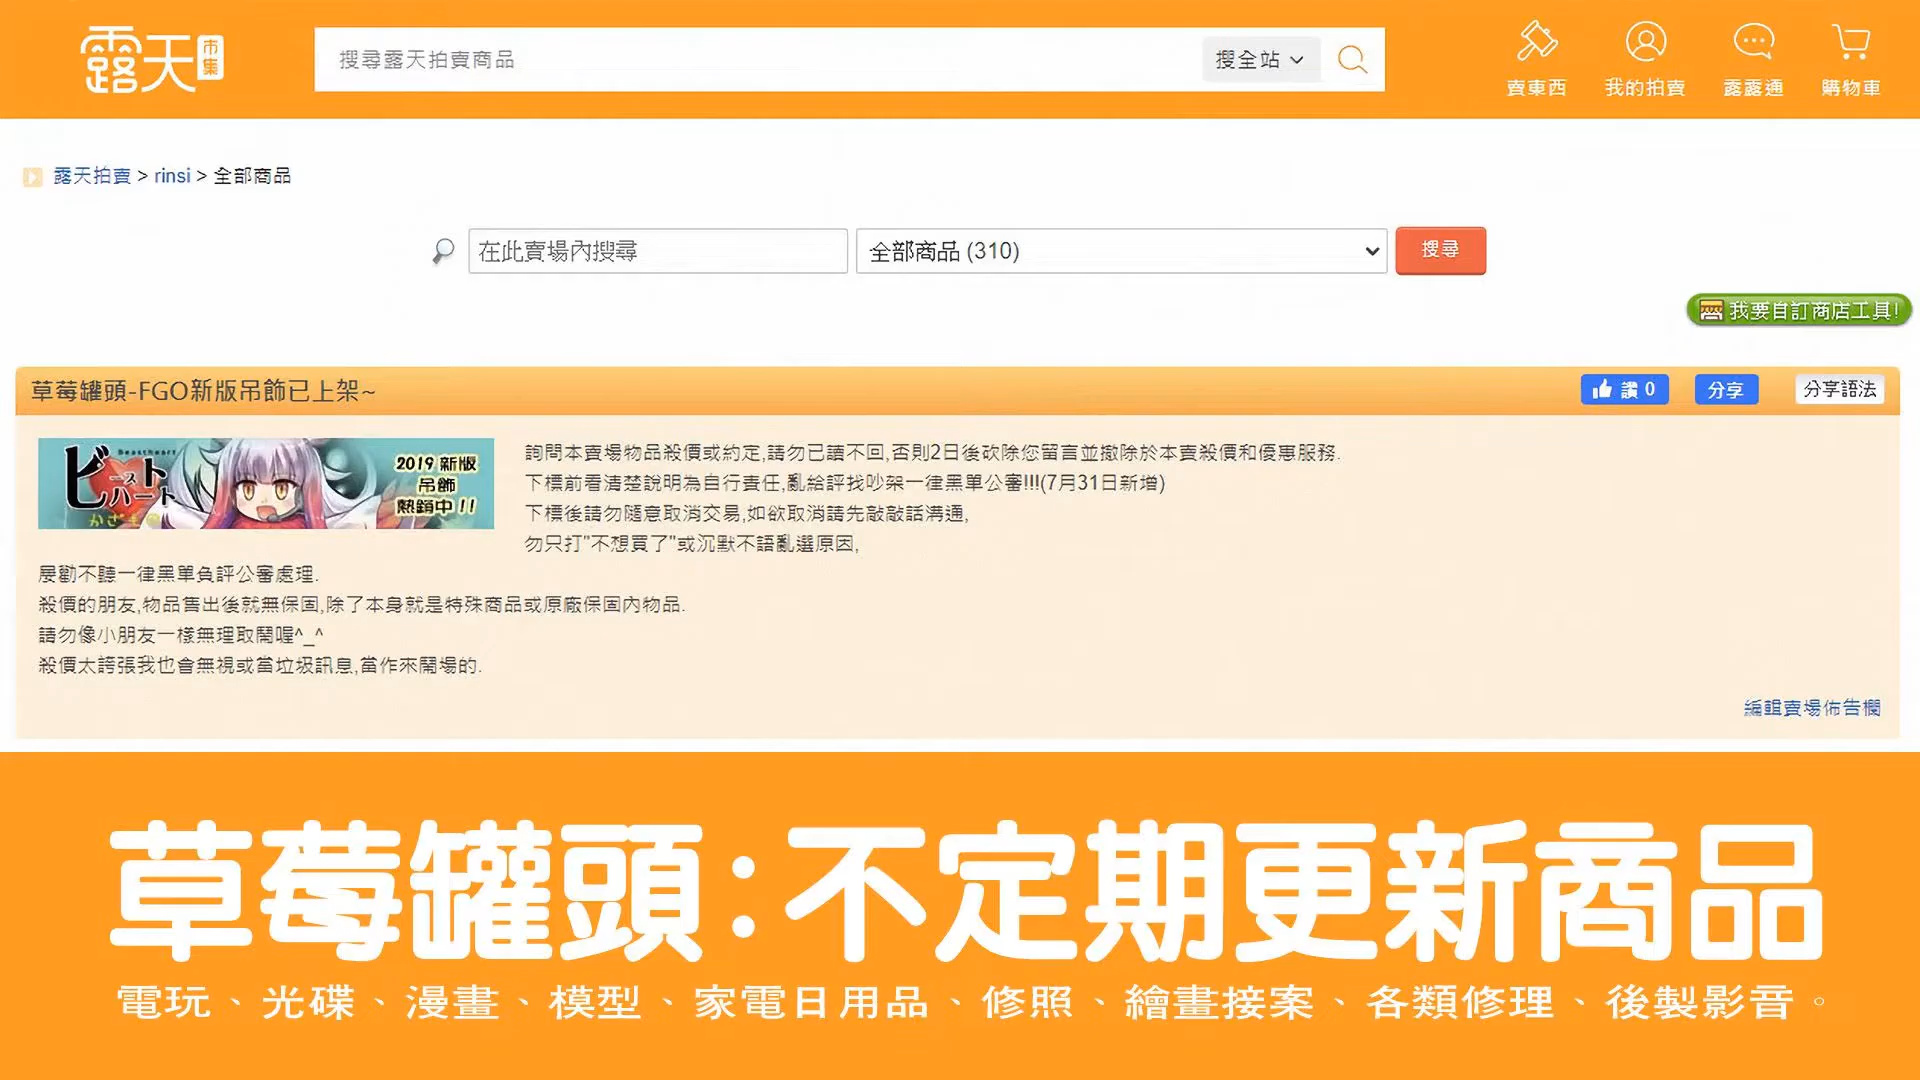 露天市集
搜尋露天拍賣商品
搜全站
賣東西
我的拍賣
露露通
購物車
露天拍賣 > rinsi > 全部商品
在此賣場內搜尋
全部商品 (310)
搜尋
我要自訂商店工具!
草莓罐頭-FGO新版吊飾已上架~
讚 0
分享
分享語法
BeastHeart
ビーストハート
かざもの
2019 新版
吊飾
熱銷中!!
詢問本賣場物品殺價或約定,請勿已讀不回,否則2日後砍除您留言並撤除於本賣殺價和優惠服務.
下標前看清楚說明為自行責任,亂給評找吵架一律黑單公審!!!(7月31日新增)
下標後請勿隨意取消交易,如欲取消請先敲敲話溝通,
勿只打"不想買了"或沉默不語亂選原因,
屢勸不聽一律黑單負評公審處理.
殺價的朋友,物品售出後就無保固,除了本身就是特殊商品或原廠保固內物品.
請勿像小朋友一樣無理取鬧喔^_^
殺價太誇張我也會無視或當垃圾訊息,當作來鬧場的.
編輯賣場佈告欄
草莓罐頭:不定期更新商品
電玩、光碟、漫畫、模型、家電日用品、修照、繪畫接案、各類修理、後製影音。